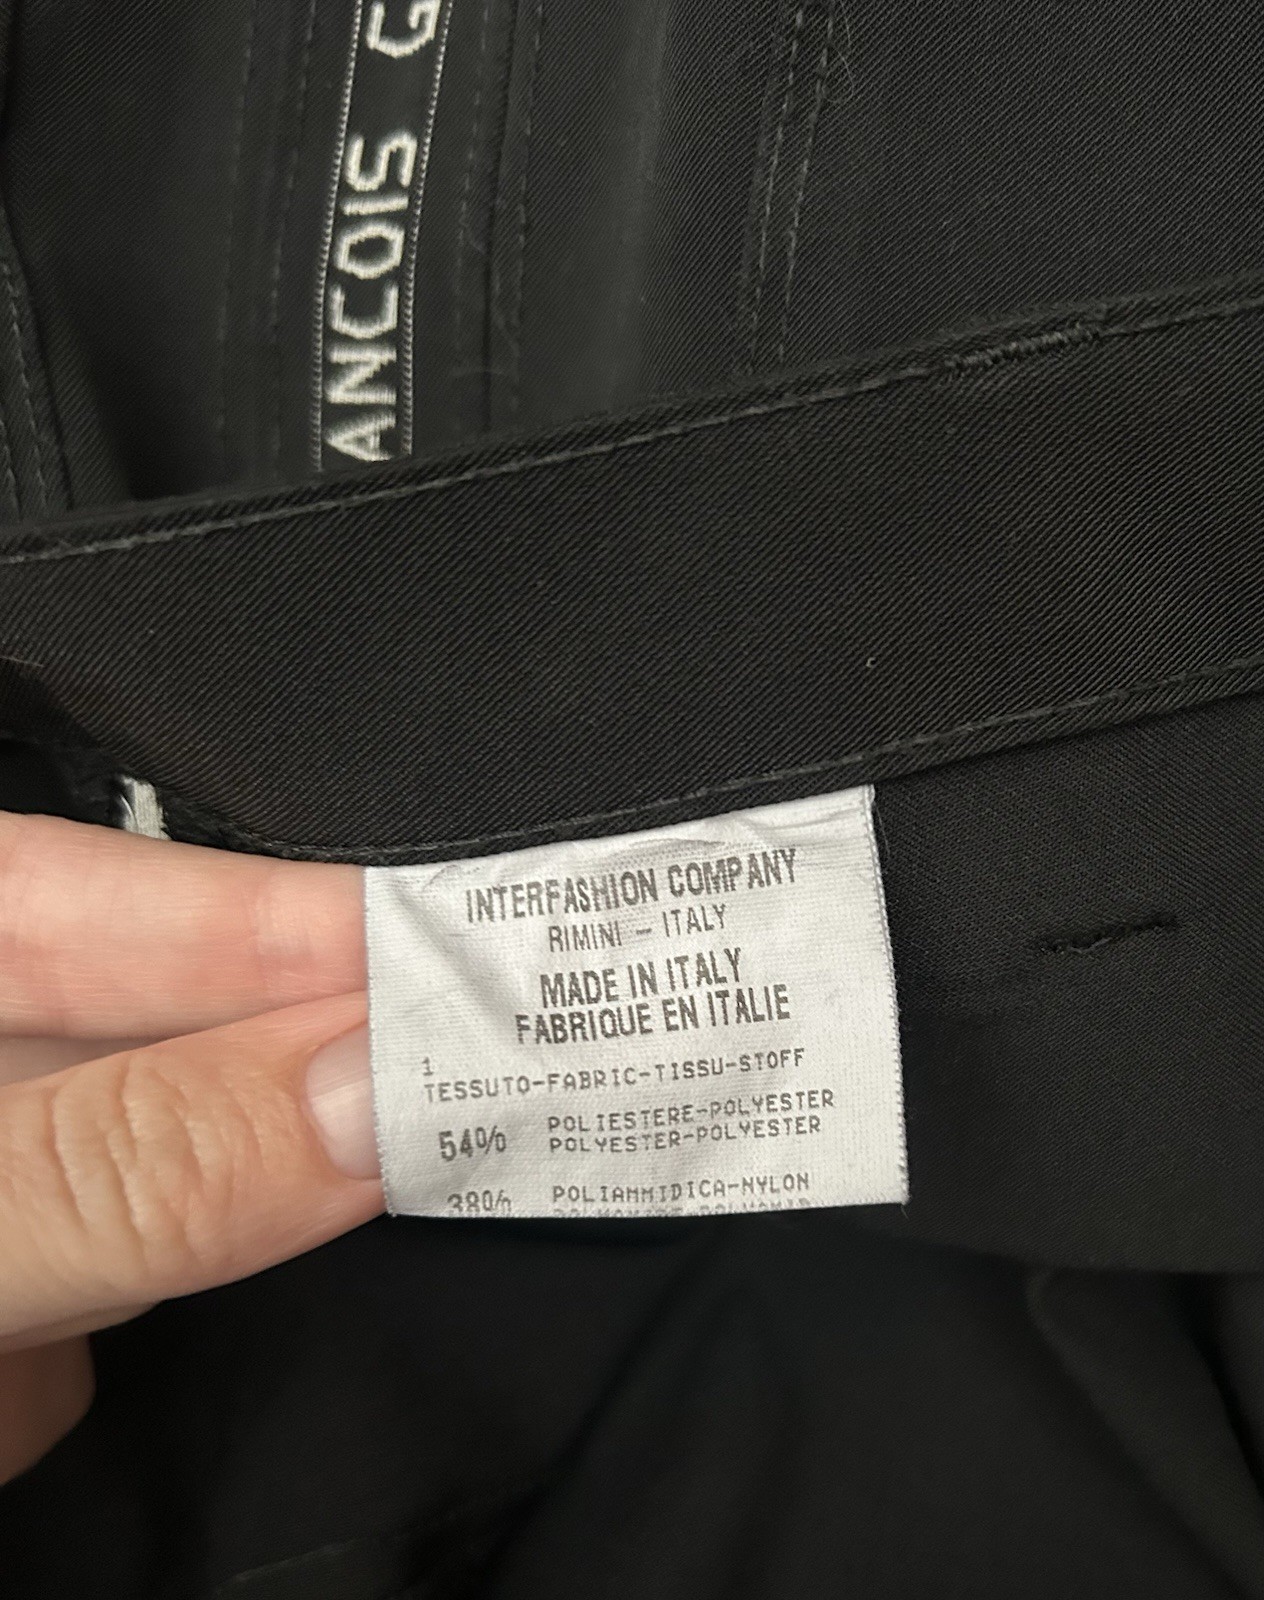 ANCOIS G
INTERFASHION COMPANY
RIMINI - ITALY
MADE IN ITALY
FABRIQUE EN ITALIE
1
TESSUTO-FABRIC-TISSU-STOFF
54% POLIESTERE-POLYESTER
POLYESTER-POLYESTER
38% POLIAMMIDICA-NYLON